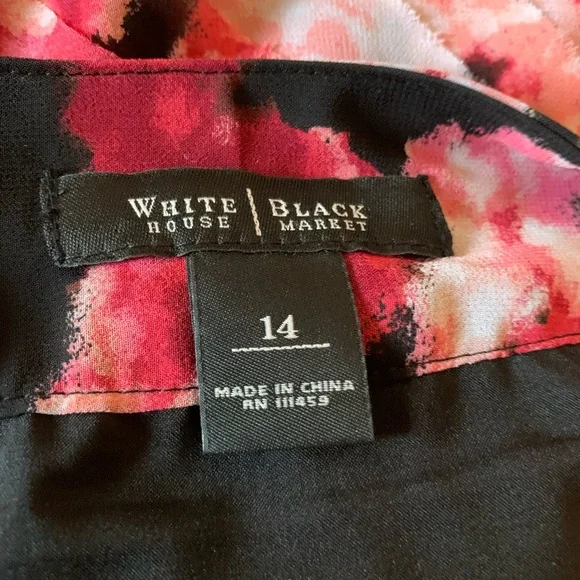 WHITE | BLACK
HOUSE | MARKET
14
MADE IN CHINA
RN 111459